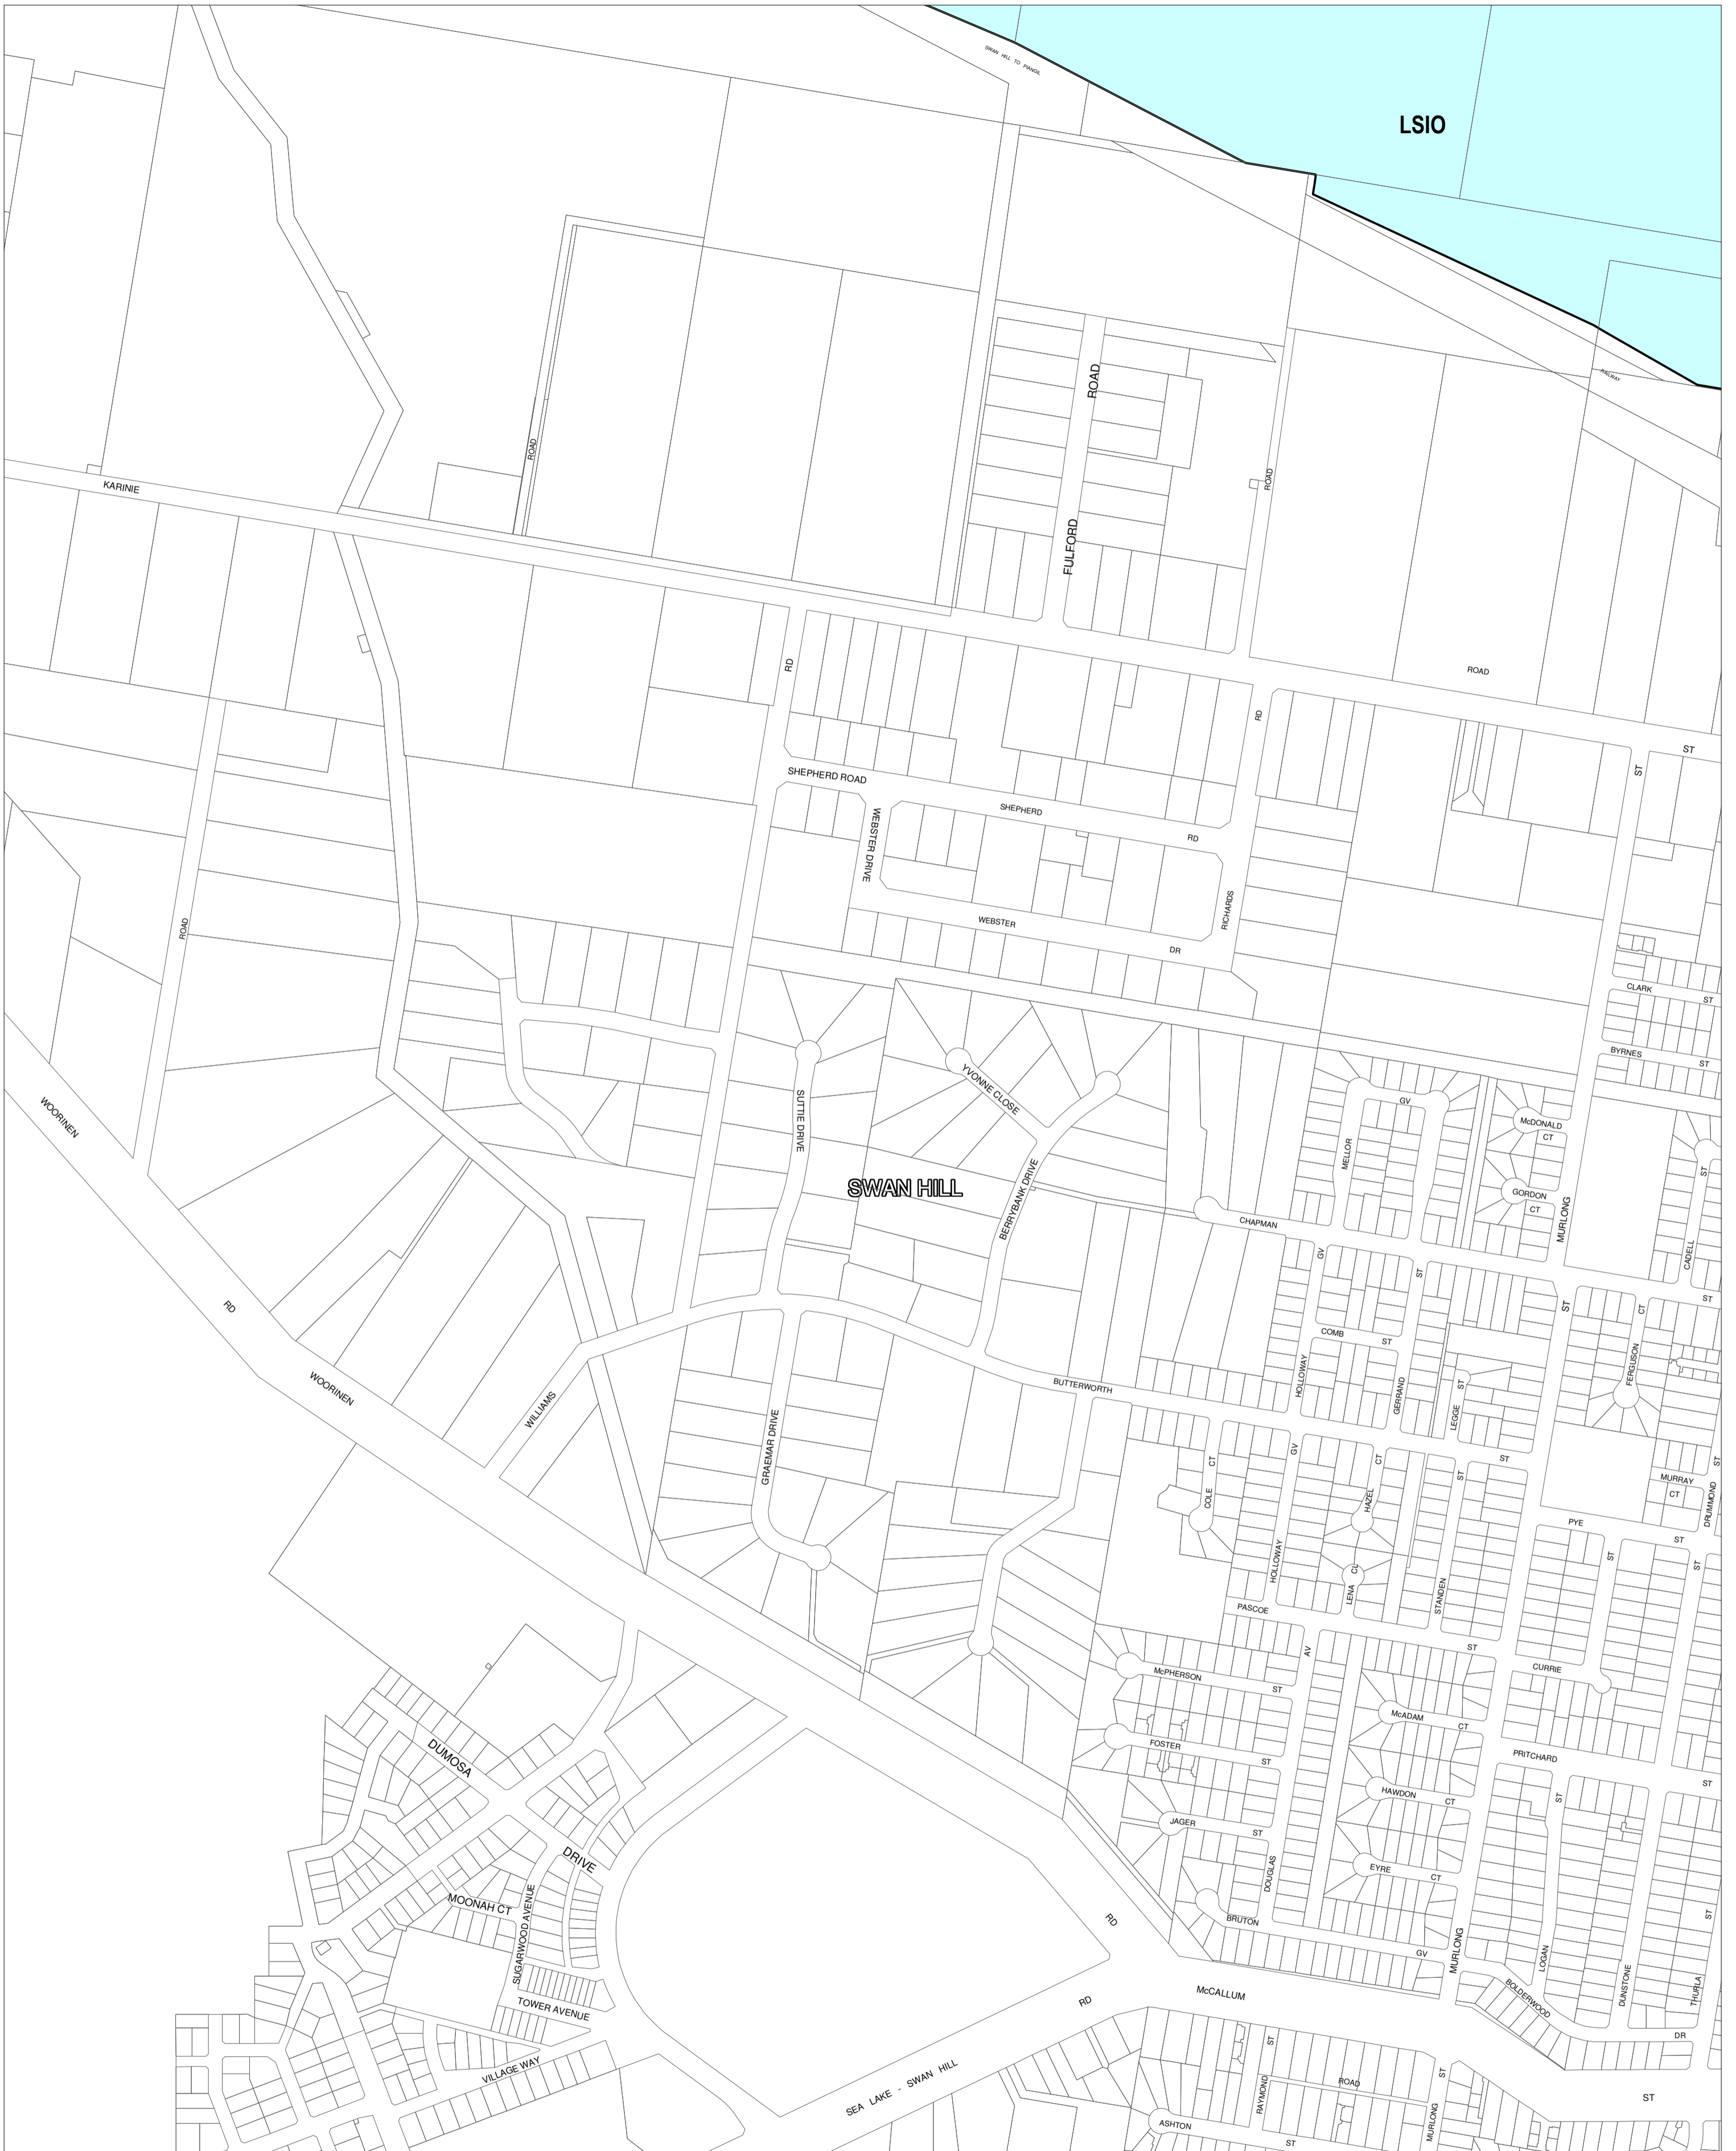 SWAN HILL TO PIANGIL
LSIO
RAILWAY
ROAD
ROAD
ROAD
KARINIE
FULFORD
RD
ROAD
RD
ST
ST
SHEPHERD ROAD
SHEPHERD
RD
WEBSTER DRIVE
RICHARDS
WEBSTER
DR
ROAD
CLARK
ST
BYRNES
ST
WOORINEN
YVONNE CLOSE
SUTTIE DRIVE
GV
McDONALD
CT
MELLOR
ST
SWAN HILL
BERRYBANK DRIVE
GORDON
CT
CHAPMAN
MURLONG
CADELL
GV
ST
ST
RD
ST
CT
COMB
ST
FERGUSON
WOORINEN
WILLIAMS
BUTTERWORTH
HOLLOWAY
GERRAND
LEGGE
ST
GRAEMAR DRIVE
GV
CT
CT
ST
ST
ST
MURRAY
CT
DRUMMOND
COLE
HAZEL
PYE
ST
ST
ST
HOLLOWAY
LENA
CL
STANDEN
PASCOE
AV
ST
McPHERSON
ST
CURRIE
McADAM
CT
DUMOSA
FOSTER
ST
PRITCHARD
ST
HAWDON
CT
ST
JAGER
ST
DRIVE
EYRE
CT
DOUGLAS
MOONAH CT
SUGARWOOD AVENUE
RD
BRUTON
GV
MURLONG
LOGAN
ST
DUNSTONE
THURLA
BOLDERWOOD
DR
TOWER AVENUE
RD
McCALLUM
VILLAGE WAY
SEA LAKE - SWAN HILL
ST
ROAD
ST
RAYMOND
MURLONG
ST
ASHTON
ST